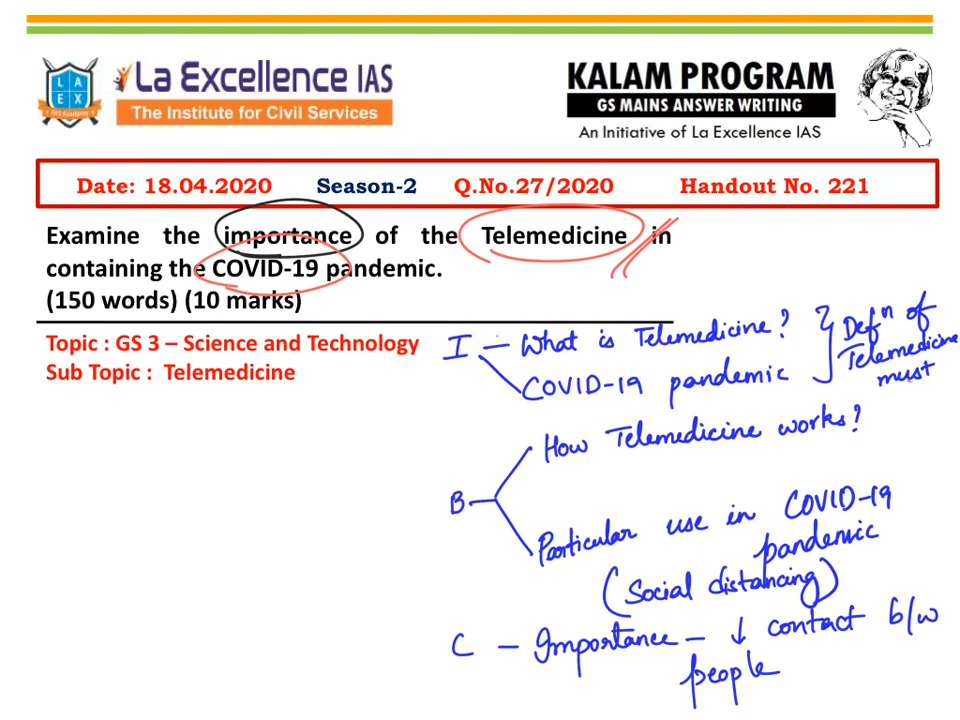 LA
EX
IAS Academy
La Excellence IAS
The Institute for Civil Services
KALAM PROGRAM
GS MAINS ANSWER WRITING
An Initiative of La Excellence IAS
Date: 18.04.2020 Season-2 Q.No.27/2020 Handout No. 221
Examine the importance of the Telemedicine in
containing the COVID-19 pandemic.
(150 words) (10 marks)
Topic : GS 3 – Science and Technology
Sub Topic : Telemedicine
I – What is Telemedicine?
COVID-19 pandemic
Defn of
Telemedicine
must
B
How Telemedicine works?
Particular use in COVID-19
pandemic
(Social distancing)
C – Importance – ↓ contact b/w
people